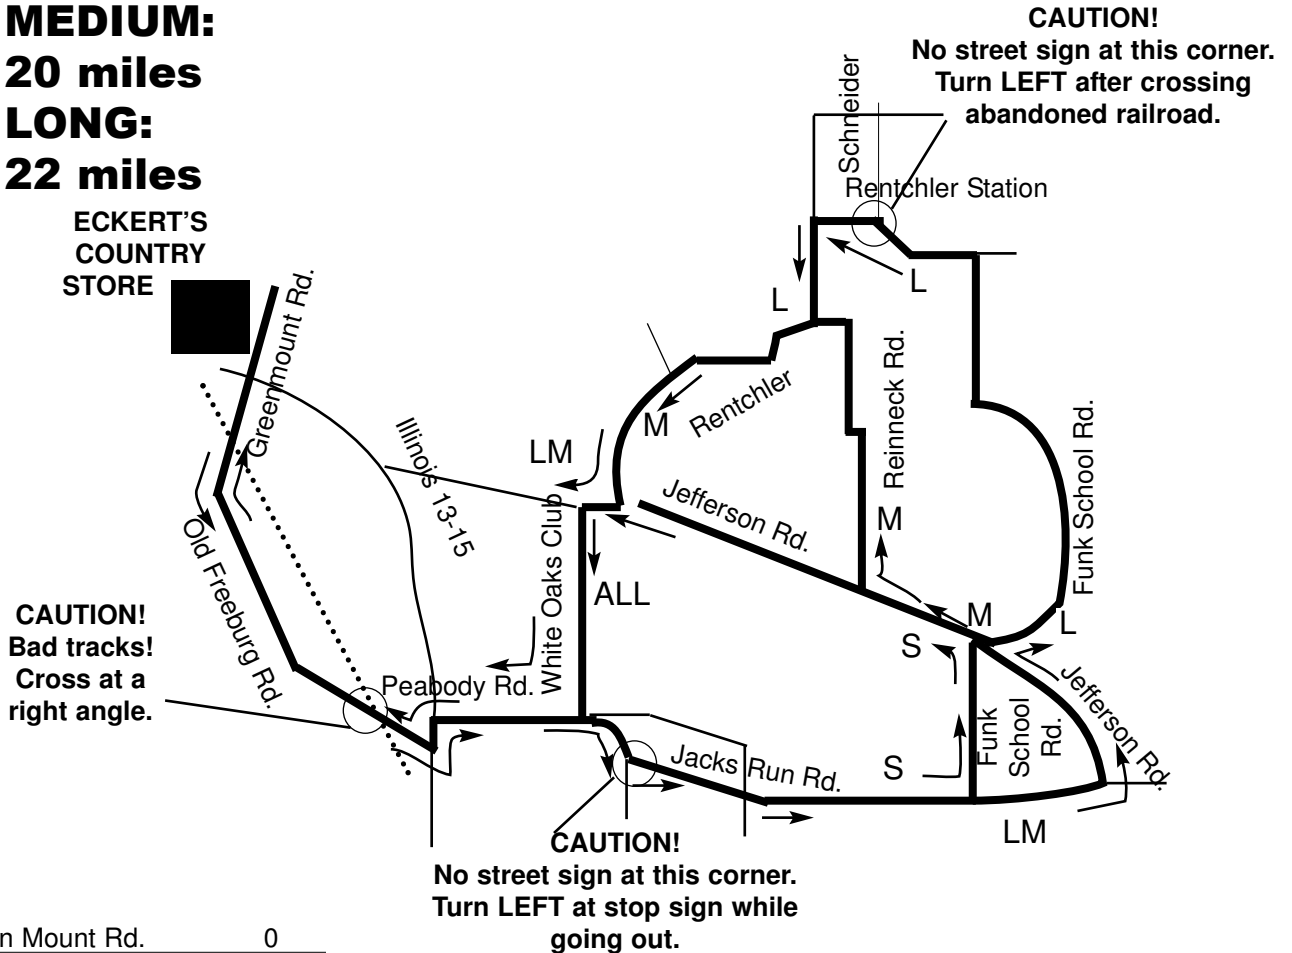 MEDIUM:
20 miles
LONG:
22 miles
ECKERT’S
COUNTRY
STORE
CAUTION!
No street sign at this corner.
Turn LEFT after crossing
abandoned railroad.
Schneider
Rentchler Station
L
L
Greenmount Rd.
Illinois 13-15
Old Freeburg Rd.
LM
M
Rentchler
Reinneck Rd.
Funk School Rd.
Jefferson Rd.
M
White Oaks Club
ALL
M
L
S
CAUTION!
Bad tracks!
Cross at a
right angle.
Peabody Rd.
Jacks Run Rd.
S
Funk
School
Rd.
Jefferson Rd.
LM
CAUTION!
No street sign at this corner.
Turn LEFT at stop sign while
going out.
n Mount Rd. 0